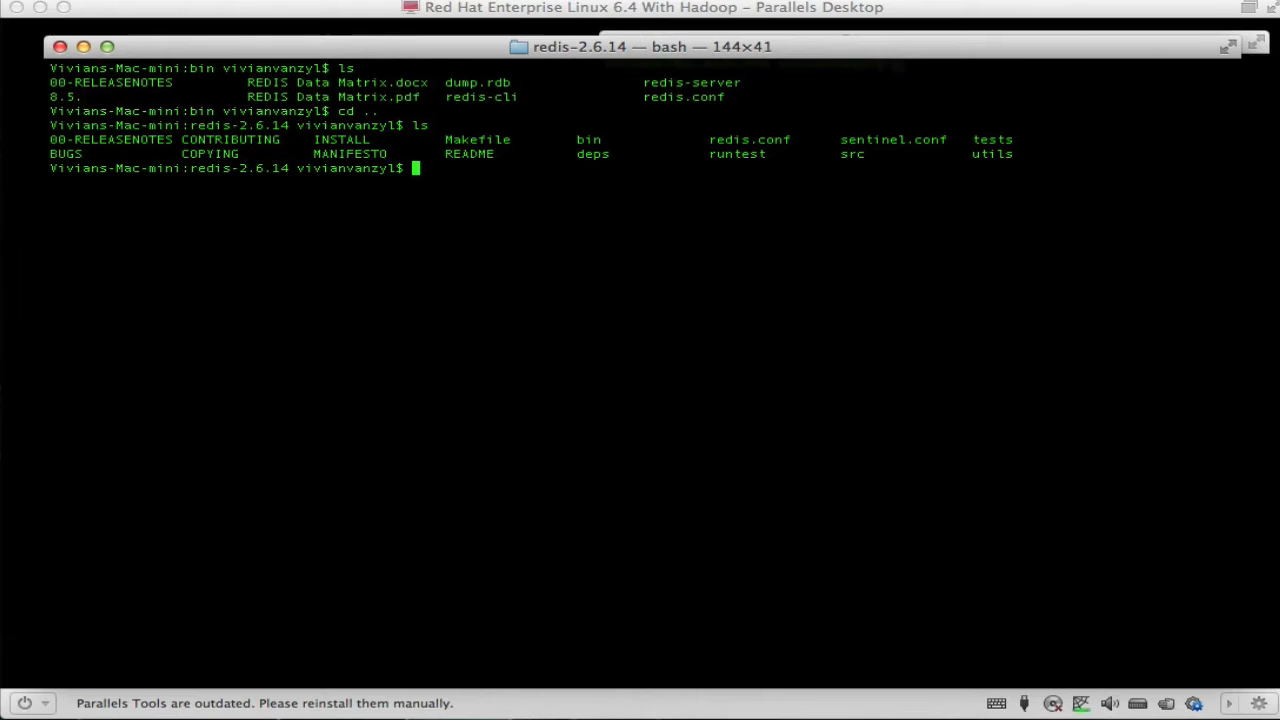 Red Hat Enterprise Linux 6.4 With Hadoop – Parallels Desktop
redis-2.6.14 — bash — 144×41
Vivians-Mac-mini:bin vivianvanzyl$ ls
00-RELEASENOTES REDIS Data Matrix.docx dump.rdb redis-server
8.5. REDIS Data Matrix.pdf redis-cli redis.conf
Vivians-Mac-mini:bin vivianvanzyl$ cd ..
Vivians-Mac-mini:redis-2.6.14 vivianvanzyl$ ls
00-RELEASENOTES CONTRIBUTING INSTALL Makefile bin redis.conf sentinel.conf tests
BUGS COPYING MANIFESTO README deps runtest src utils
Vivians-Mac-mini:redis-2.6.14 vivianvanzyl$
Parallels Tools are outdated. Please reinstall them manually.